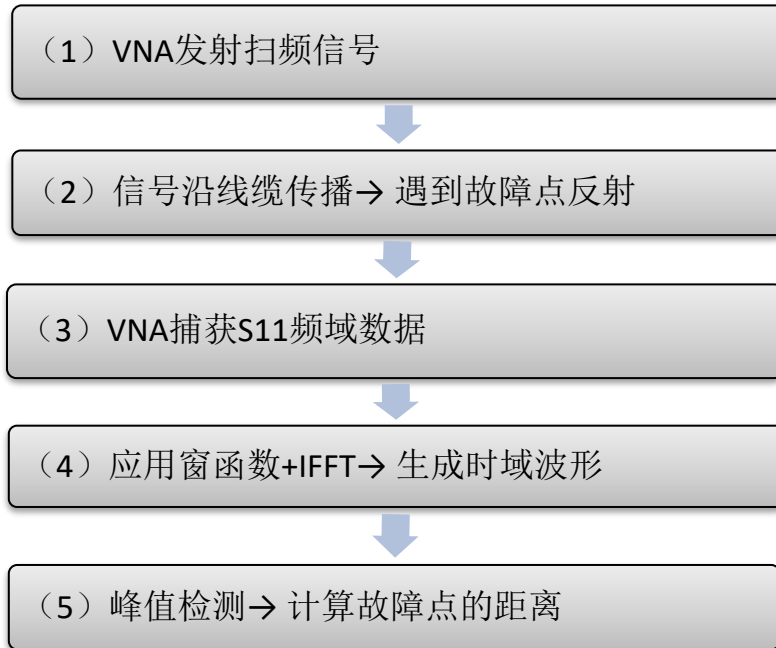 （1）VNA发射扫频信号
（2）信号沿线缆传播→ 遇到故障点反射
（3）VNA捕获S11频域数据
（4）应用窗函数+IFFT→ 生成时域波形
（5）峰值检测→ 计算故障点的距离